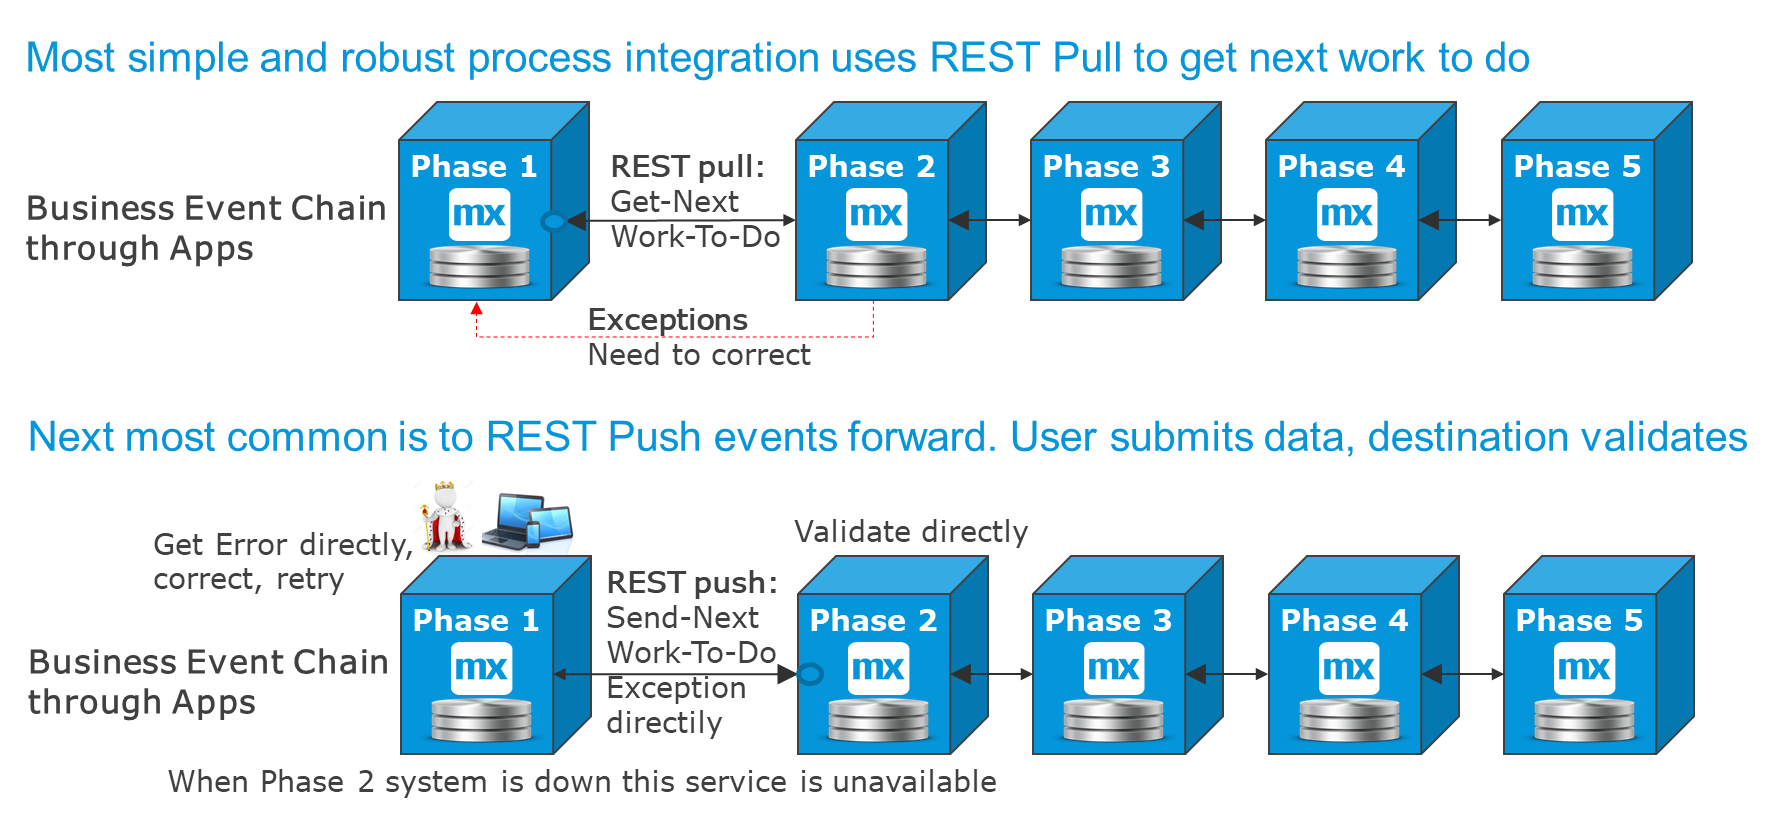 Most simple and robust process integration uses REST Pull to get next work to do
Phase 1
REST pull:
Phase 2
Phase 3
Phase 4
Phase 5
Business Event Chain
through Apps
mx
Get-Next
Work-To-Do
mx
mx
mx
mx
Exceptions
Need to correct
Next most common is to REST Push events forward. User submits data, destination validates
Get Error directly,
correct, retry
Validate directly
Phase 1
REST push:
Send-Next
Work-To-Do
Exception
directily
Phase 2
Phase 3
Phase 4
Phase 5
Business Event Chain
through Apps
mx
mx
mx
mx
mx
When Phase 2 system is down this service is unavailable